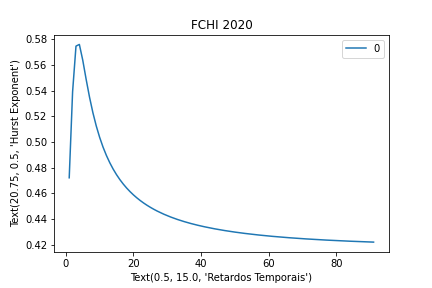 FCHI 2020
0
0.58
0.56
0.54
0.52
0.50
0.48
0.46
0.44
0.42
Text(20.75, 0.5, 'Hurst Exponent')
0 20 40 60 80
Text(0.5, 15.0, 'Retardos Temporais')